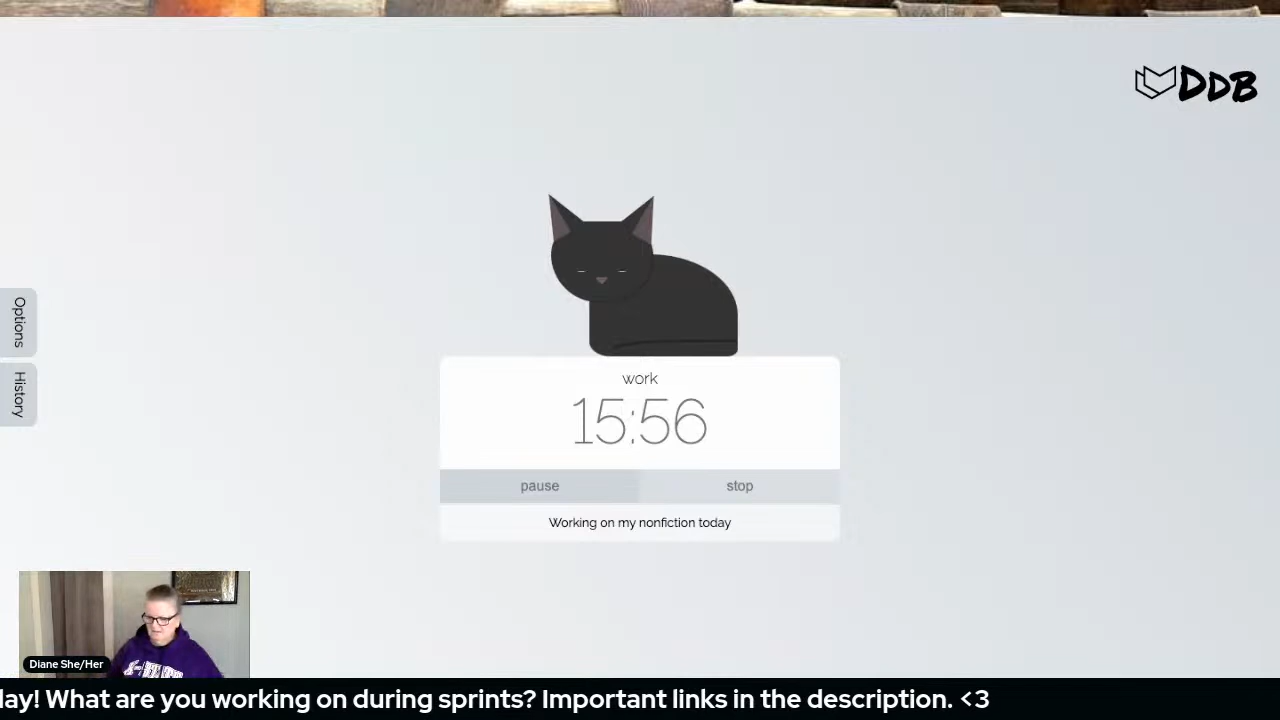 DDB
Options
History
work
15:56
pause
stop
Working on my nonfiction today
Diane She/Her
lay! What are you working on during sprints? Important links in the description. <3